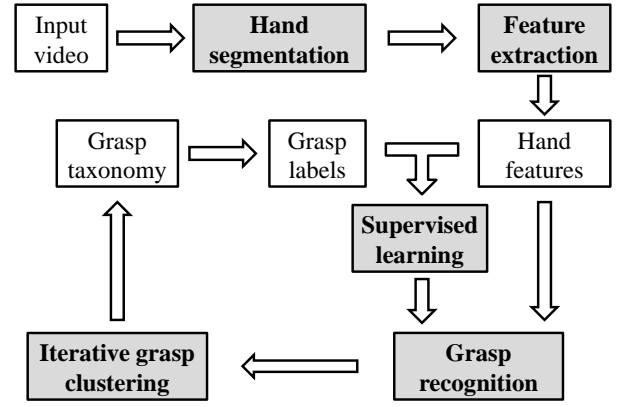 Input
video
Hand
segmentation
Feature
extraction
Grasp
taxonomy
Grasp
labels
Hand
features
Supervised
learning
Iterative grasp
clustering
Grasp
recognition